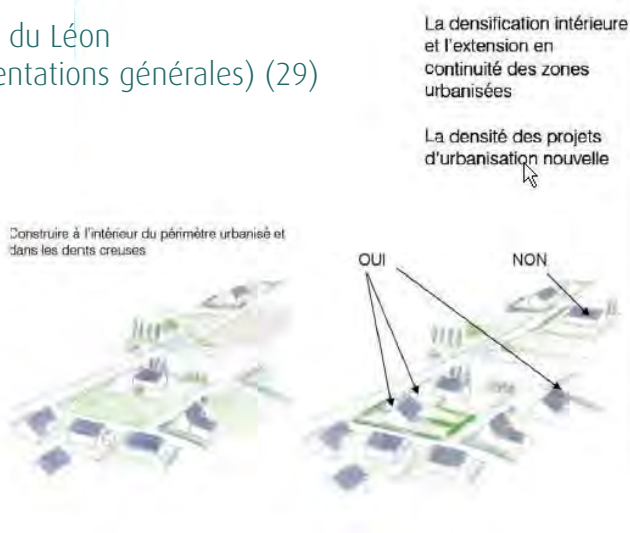 du Léon
entations générales) (29)
La densification intérieure
et l'extension en
continuité des zones
urbanisées
La densité des projets
d'urbanisation nouvelle
Construire à l'intérieur du périmètre urbanisé et
dans les dents creuses
OUI
NON